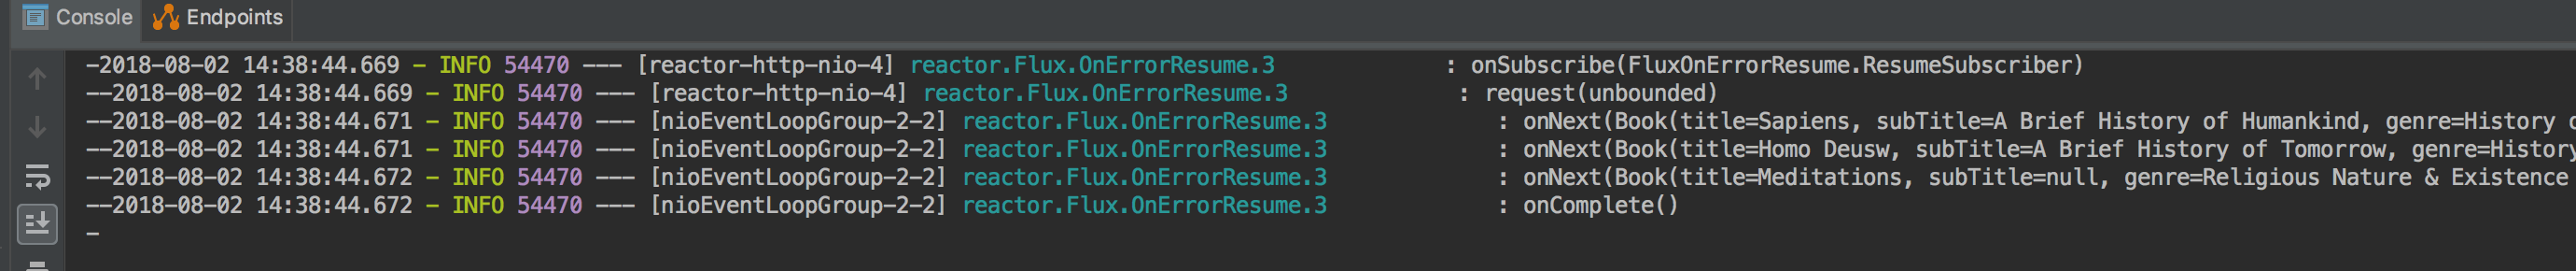 Console Endpoints
-2018-08-02 14:38:44.669 - INFO 54470 --- [reactor-http-nio-4] reactor.Flux.OnErrorResume.3 : onSubscribe(FluxOnErrorResume.ResumeSubscriber)
--2018-08-02 14:38:44.669 - INFO 54470 --- [reactor-http-nio-4] reactor.Flux.OnErrorResume.3 : request(unbounded)
--2018-08-02 14:38:44.671 - INFO 54470 --- [nioEventLoopGroup-2-2] reactor.Flux.OnErrorResume.3 : onNext(Book(title=Sapiens, subTitle=A Brief History of Humankind, genre=History
--2018-08-02 14:38:44.671 - INFO 54470 --- [nioEventLoopGroup-2-2] reactor.Flux.OnErrorResume.3 : onNext(Book(title=Homo Deusw, subTitle=A Brief History of Tomorrow, genre=History
--2018-08-02 14:38:44.672 - INFO 54470 --- [nioEventLoopGroup-2-2] reactor.Flux.OnErrorResume.3 : onNext(Book(title=Meditations, subTitle=null, genre=Religious Nature & Existence
--2018-08-02 14:38:44.672 - INFO 54470 --- [nioEventLoopGroup-2-2] reactor.Flux.OnErrorResume.3 : onComplete()
-